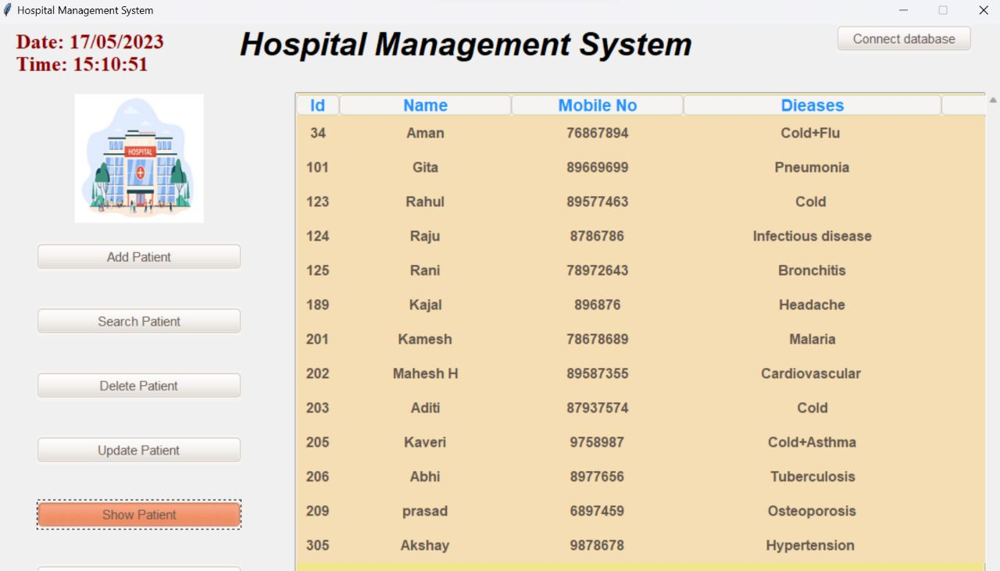 Hospital Management System
Date: 17/05/2023
Time: 15:10:51
Hospital Management System
Connect database
HOSPITAL
Add Patient
Search Patient
Delete Patient
Update Patient
Show Patient
Id Name Mobile No Dieases
34 Aman 76867894 Cold+Flu
101 Gita 89669699 Pneumonia
123 Rahul 89577463 Cold
124 Raju 8786786 Infectious disease
125 Rani 78972643 Bronchitis
189 Kajal 896876 Headache
201 Kamesh 78678689 Malaria
202 Mahesh H 89587355 Cardiovascular
203 Aditi 87937574 Cold
205 Kaveri 9758987 Cold+Asthma
206 Abhi 8977656 Tuberculosis
209 prasad 6897459 Osteoporosis
305 Akshay 9878678 Hypertension